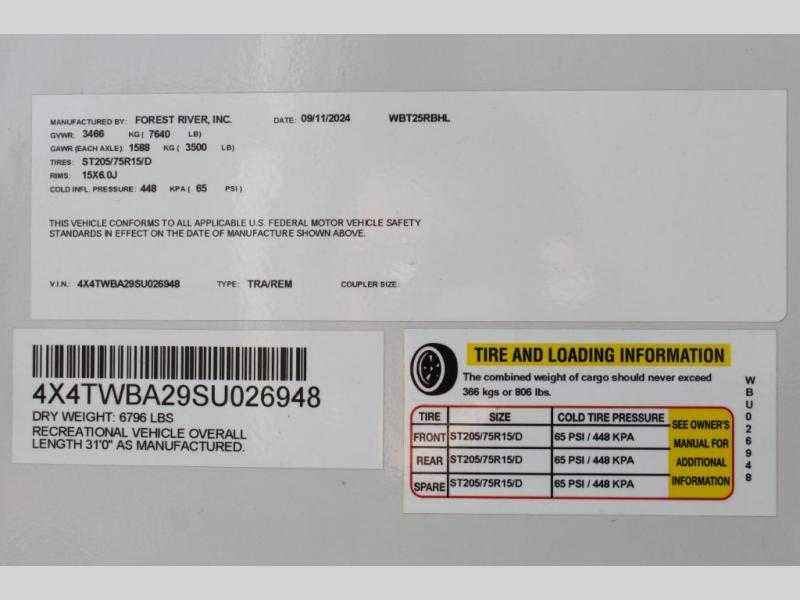 MANUFACTURED BY: FOREST RIVER, INC. DATE: 09/11/2024 WBT25RBHL
GVWR: 3466 KG ( 7640 LB)
GAWR (EACH AXLE): 1588 KG ( 3500 LB)
TIRES: ST205/75R15/D
RIMS: 15X6.0J
COLD INFL. PRESSURE: 448 KPA ( 65 PSI )
THIS VEHICLE CONFORMS TO ALL APPLICABLE U.S. FEDERAL MOTOR VEHICLE SAFETY
STANDARDS IN EFFECT ON THE DATE OF MANUFACTURE SHOWN ABOVE.
V.I.N.: 4X4TWBA29SU026948 TYPE: TRA/REM COUPLER SIZE:
4X4TWBA29SU026948
DRY WEIGHT: 6796 LBS
RECREATIONAL VEHICLE OVERALL
LENGTH 31'0" AS MANUFACTURED.
TIRE AND LOADING INFORMATION
The combined weight of cargo should never exceed
366 kgs or 806 lbs.
TIRE SIZE COLD TIRE PRESSURE SEE OWNER'S
FRONT ST205/75R15/D 65 PSI / 448 KPA MANUAL FOR
REAR ST205/75R15/D 65 PSI / 448 KPA ADDITIONAL
SPARE ST205/75R15/D 65 PSI / 448 KPA INFORMATION
WBU026948